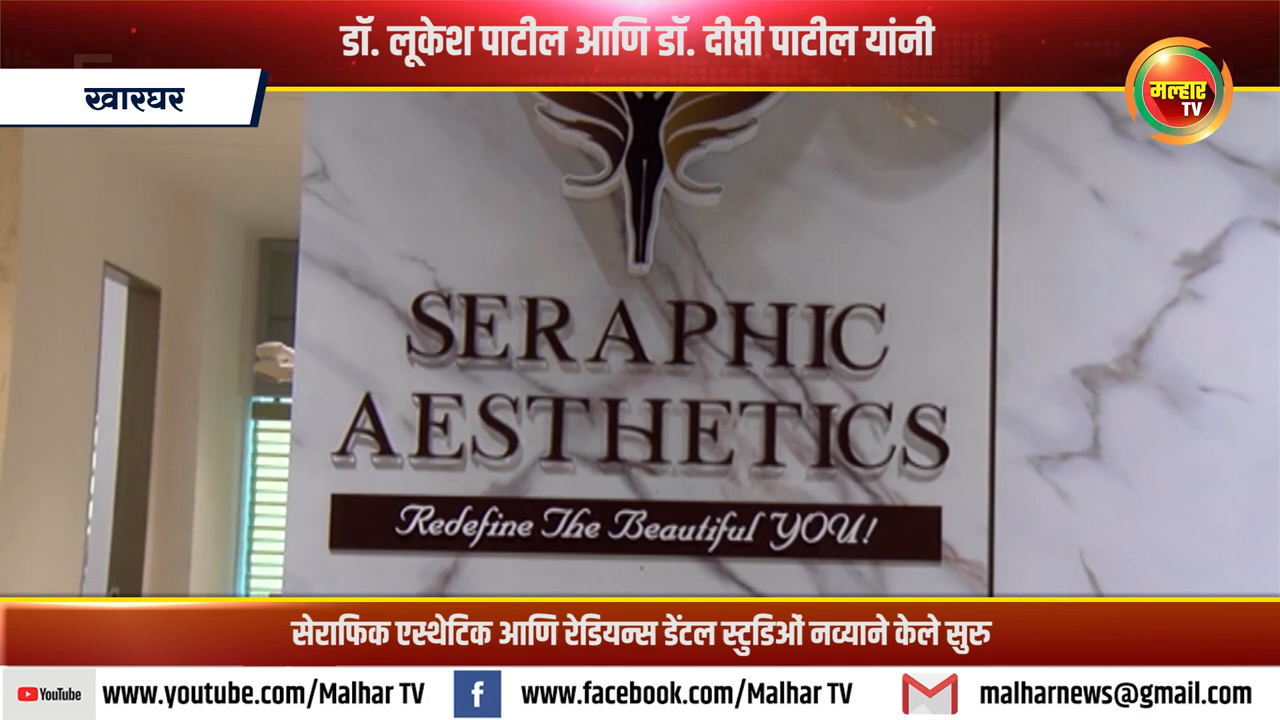 डॉ. लूकेश पाटील आणि डॉ. दीप्ती पाटील यांनी
खारघर
मल्हार
TV
SERAPHIC
AESTHETICS
Redefine The Beautiful YOU!
सेराफिक एस्थेटिक आणि रेडियन्स डेंटल स्टुडिओं नव्याने केले सुरु
YouTube www.youtube.com/Malhar TV www.facebook.com/Malhar TV malharnews@gmail.com